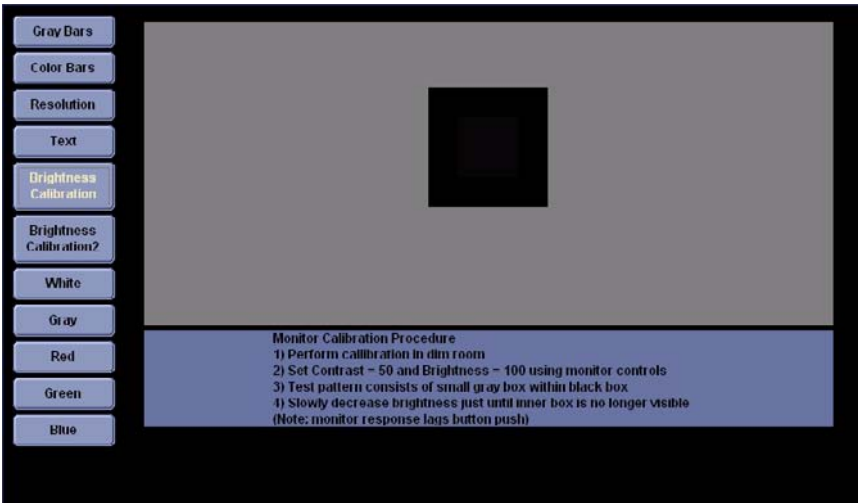 Gray Bars
Color Bars
Resolution
Text
Brightness
Calibration
Brightness
Calibration2
White
Gray
Red
Green
Blue
Monitor Calibration Procedure
1) Perform callibration in dim room
2) Set Contrast = 50 and Brightness = 100 using monitor controls
3) Test pattern consists of small gray box within black box
4) Slowly decrease brightness just until inner box is no longer visible
(Note: monitor response lags button push)